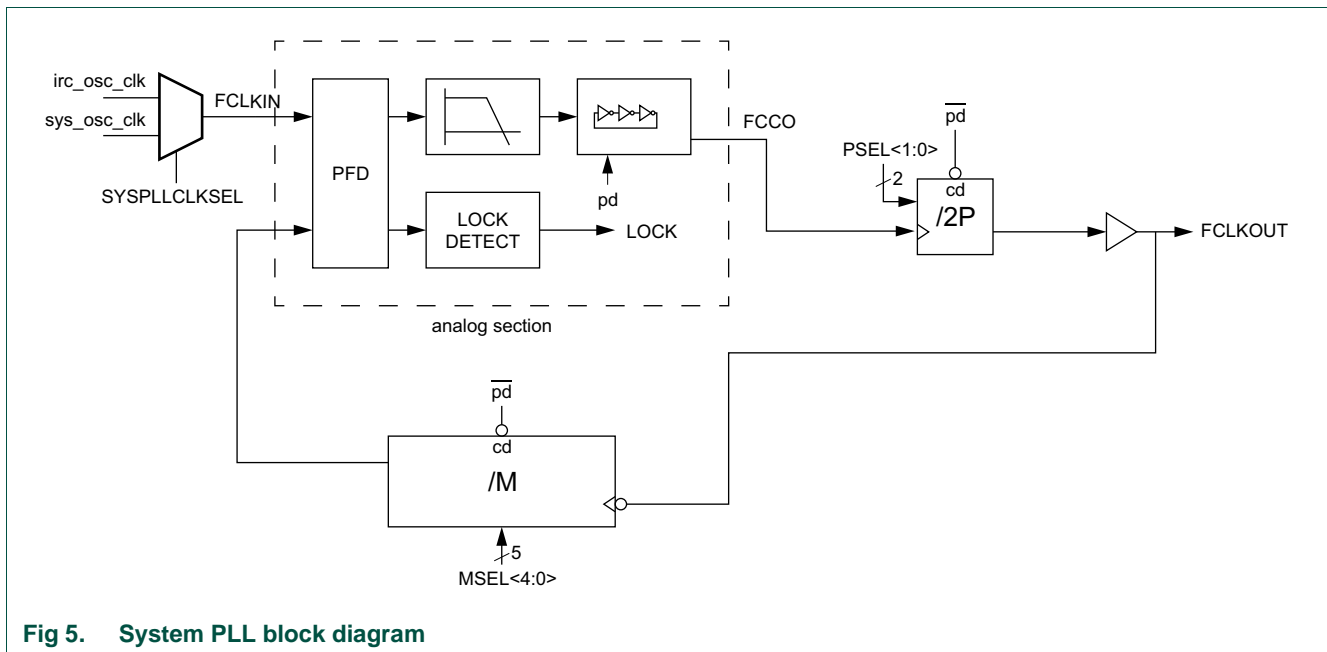 irc_osc_clk
sys_osc_clk
FCLKIN
SYSPLLCLKSEL
PFD
LOCK
DETECT
pd
LOCK
analog section
FCCO
pd
PSEL<1:0>
2
cd
/2P
FCLKOUT
pd
cd
/M
5
MSEL<4:0>
Fig 5. System PLL block diagram